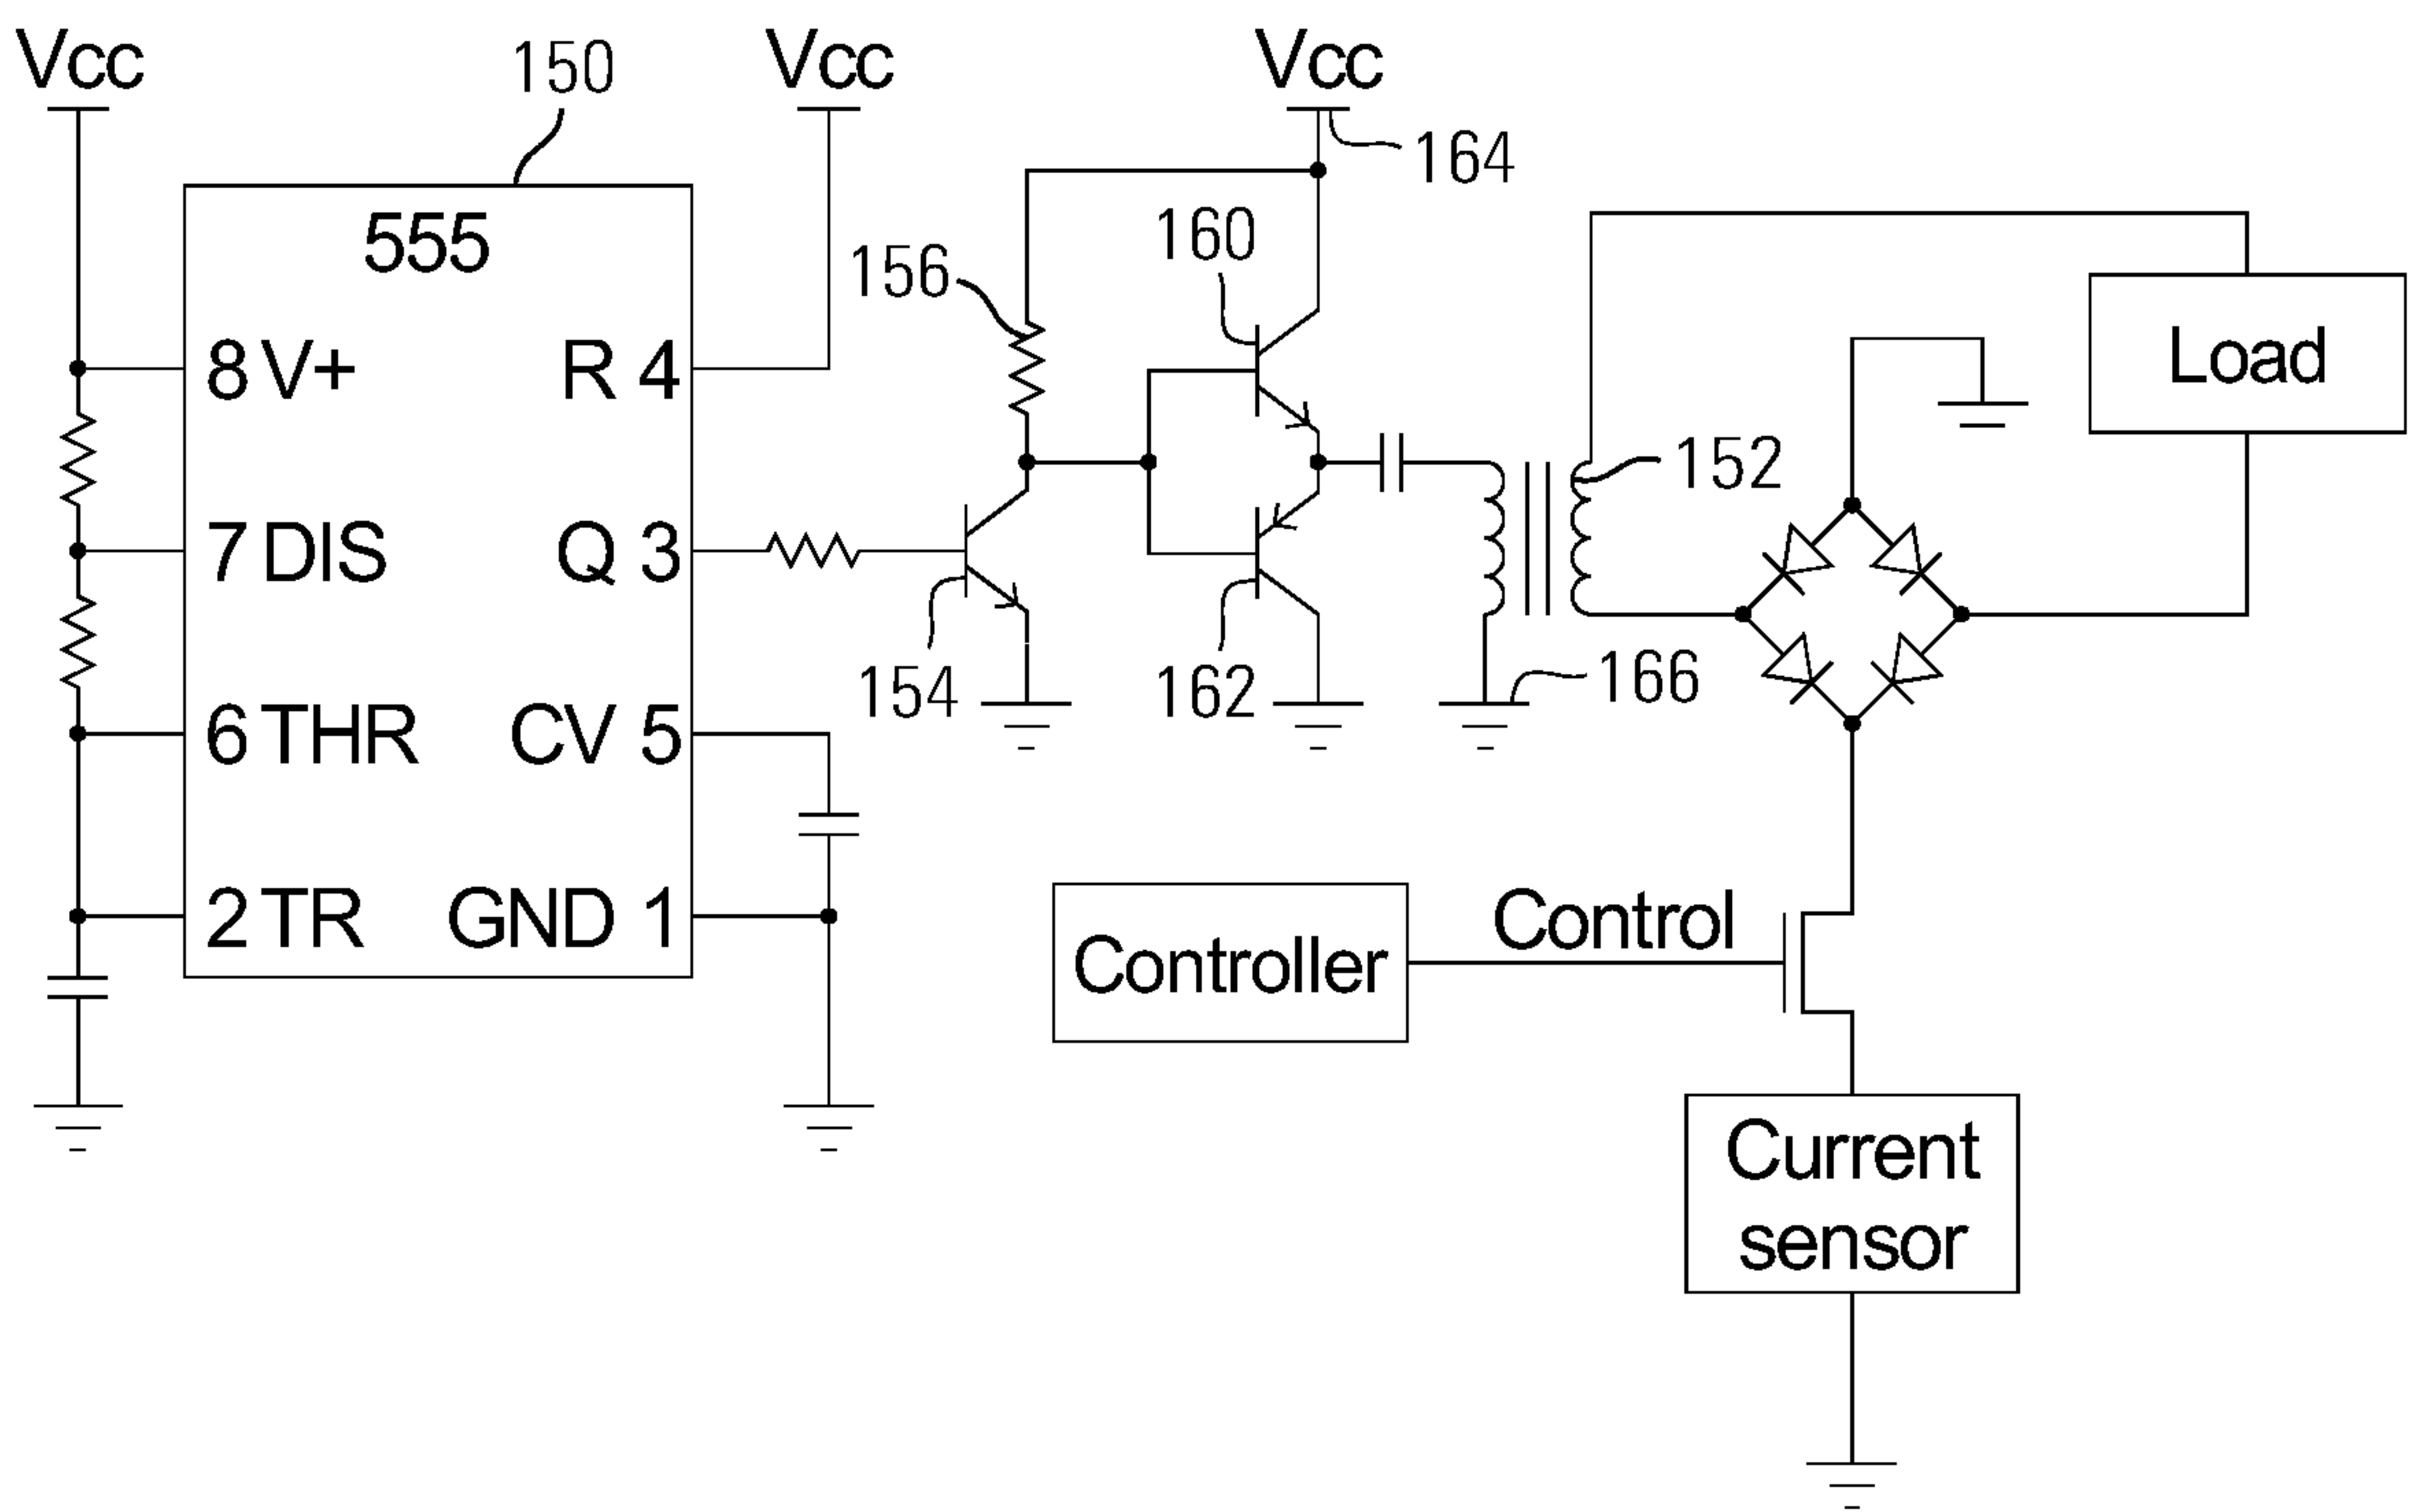 Vcc
150
Vcc
Vcc
164
555
160
156
8 V+
R 4
Load
152
7 DIS
Q 3
154
162
166
6 THR
CV 5
2 TR
GND 1
Controller
Control
Current
sensor